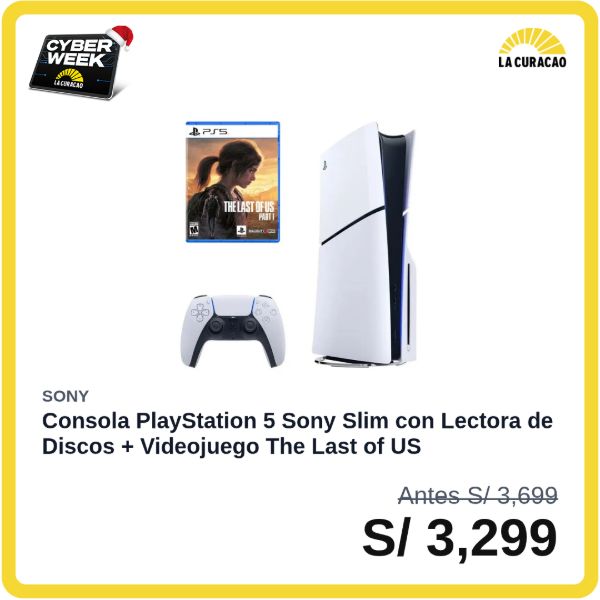 CYBER
WEEK
LA CURACAO
LA CURACAO
PS5
THE LAST OF US
PART I
SONY
Consola PlayStation 5 Sony Slim con Lectora de
Discos + Videojuego The Last of US
Antes S/ 3,699
S/ 3,299